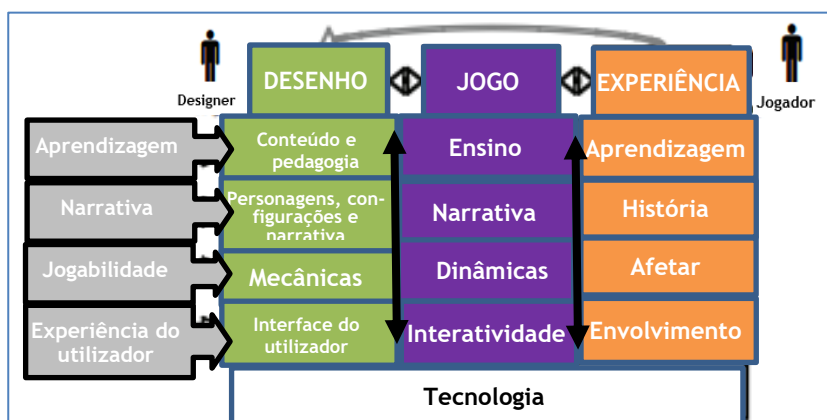 DESENHO
JOGO
EXPERIÊNCIA
Designer
Jogador
Aprendizagem
Conteúdo e
pedagogia
Ensino
Aprendizagem
Narrativa
Personagens, con-
figurações e
narrativa
Narrativa
História
Jogabilidade
Mecânicas
Dinâmicas
Afetar
Experiência do
utilizador
Interface do
utilizador
Interatividade
Envolvimento
Tecnologia